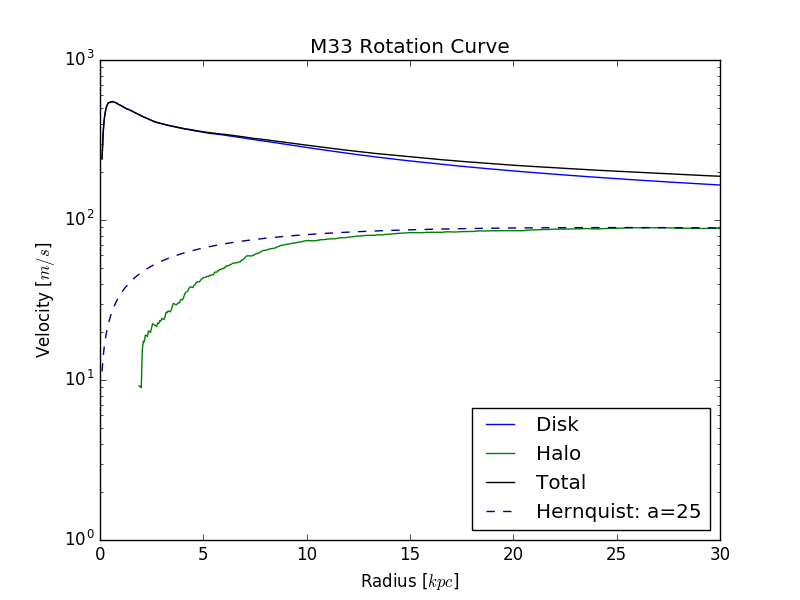 M33 Rotation Curve
10³
10²
10¹
10⁰
Velocity [m/s]
0 5 10 15 20 25 30
Radius [kpc]
Disk
Halo
Total
Hernquist: a=25